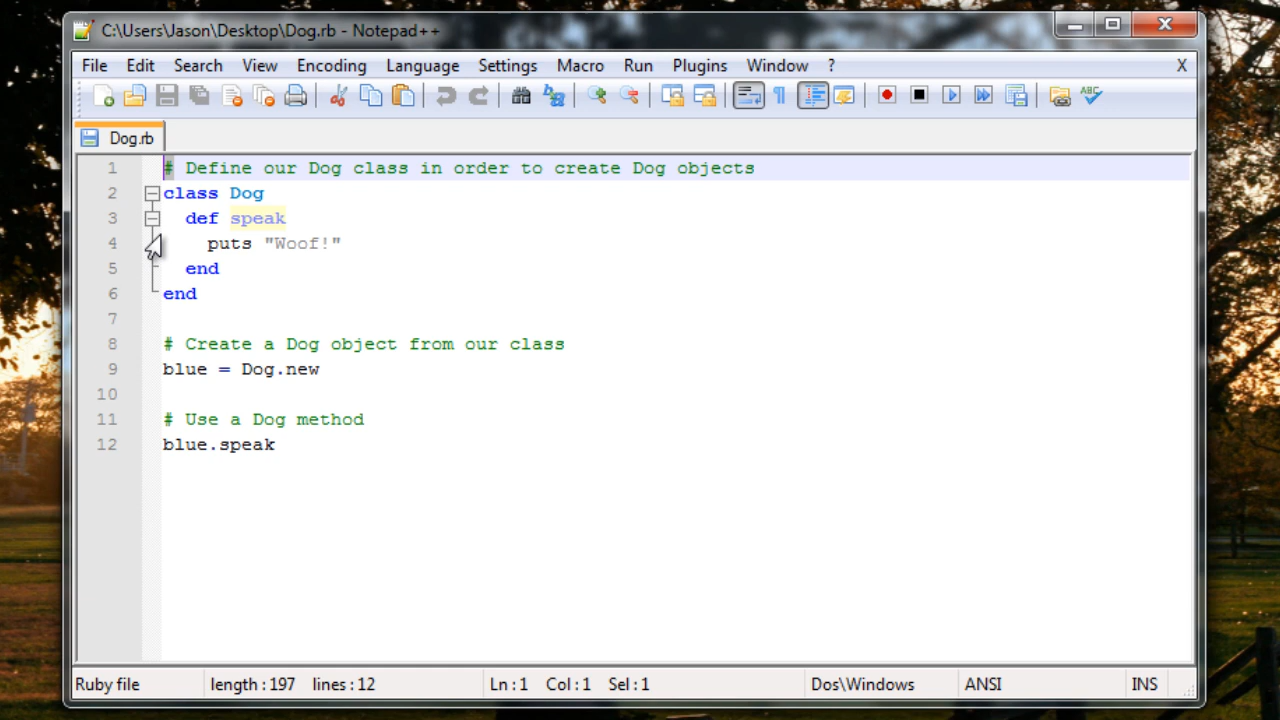 C:\Users\Jason\Desktop\Dog.rb - Notepad++
File Edit Search View Encoding Language Settings Macro Run Plugins Window ? X
ABC
Dog.rb
1 # Define our Dog class in order to create Dog objects
2 class Dog
3 def speak
4 puts "Woof!"
5 end
6 end
7
8 # Create a Dog object from our class
9 blue = Dog.new
10
11 # Use a Dog method
12 blue.speak
Ruby file length : 197 lines : 12 Ln : 1 Col : 1 Sel : 1 Dos\Windows ANSI INS